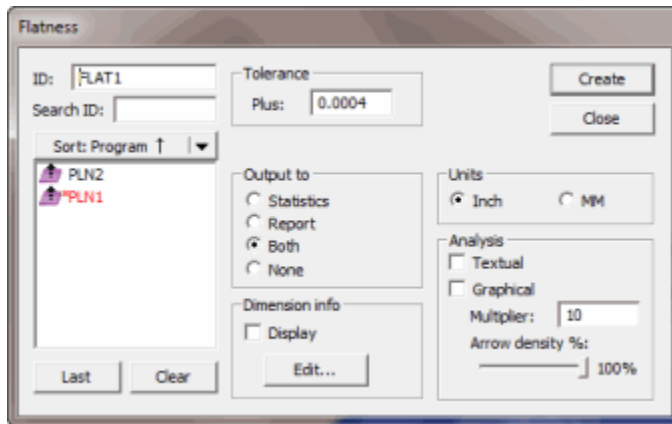 Flatness
ID: FLAT1
Search ID:
Sort: Program ↑
PLN2
*PLN1
Last
Clear
Tolerance
Plus: 0.0004
Output to
Statistics
Report
Both
None
Dimension info
Display
Edit...
Create
Close
Units
Inch
MM
Analysis
Textual
Graphical
Multiplier: 10
Arrow density %:
100%